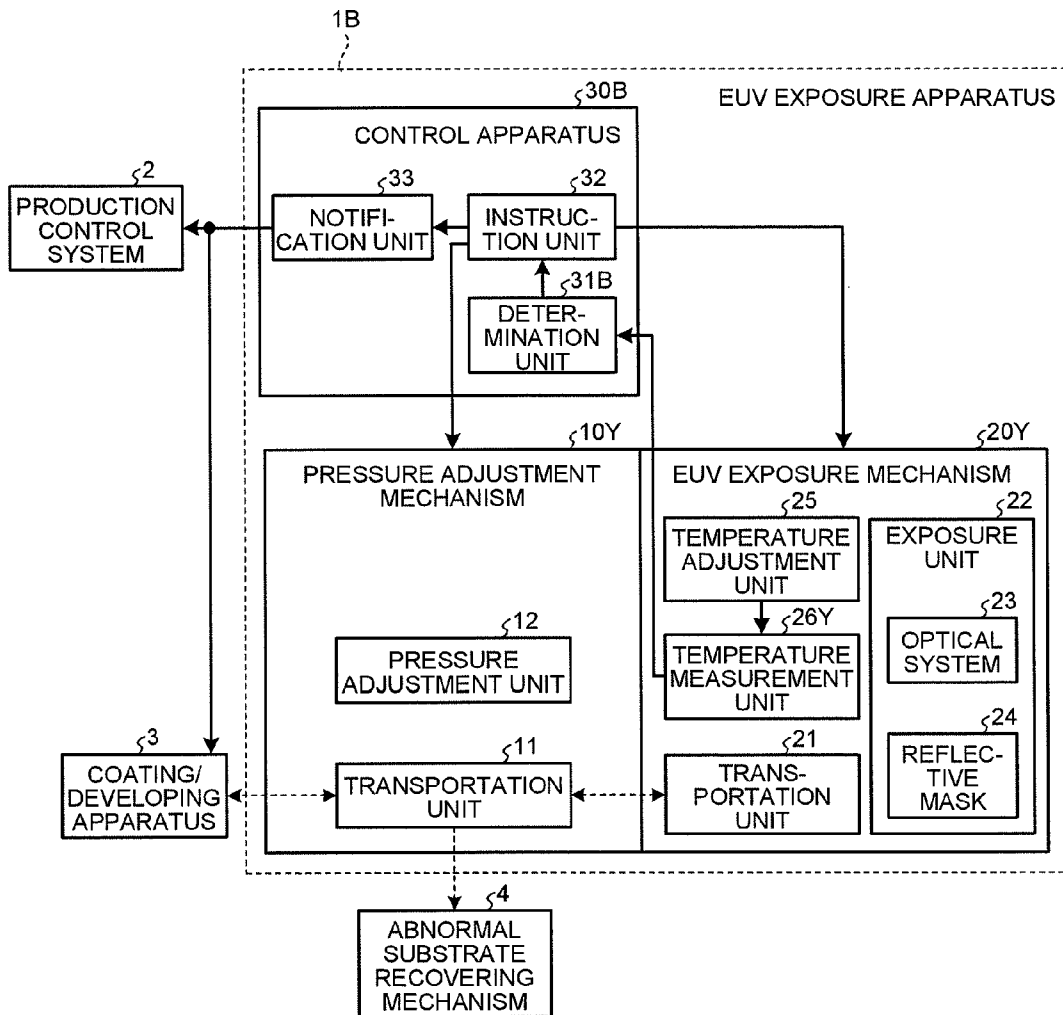 1B
EUV EXPOSURE APPARATUS
30B
CONTROL APPARATUS
2
PRODUCTION
CONTROL
SYSTEM
33
NOTIFI-
CATION UNIT
32
INSTRUC-
TION UNIT
31B
DETER-
MINATION
UNIT
10Y
PRESSURE ADJUSTMENT
MECHANISM
20Y
EUV EXPOSURE MECHANISM
25
TEMPERATURE
ADJUSTMENT
UNIT
22
EXPOSURE
UNIT
26Y
TEMPERATURE
MEASUREMENT
UNIT
23
OPTICAL
SYSTEM
12
PRESSURE
ADJUSTMENT UNIT
24
REFLEC-
TIVE
MASK
3
COATING/
DEVELOPING
APPARATUS
11
TRANSPORTATION
UNIT
21
TRANS-
PORTATION
UNIT
4
ABNORMAL
SUBSTRATE
RECOVERING
MECHANISM